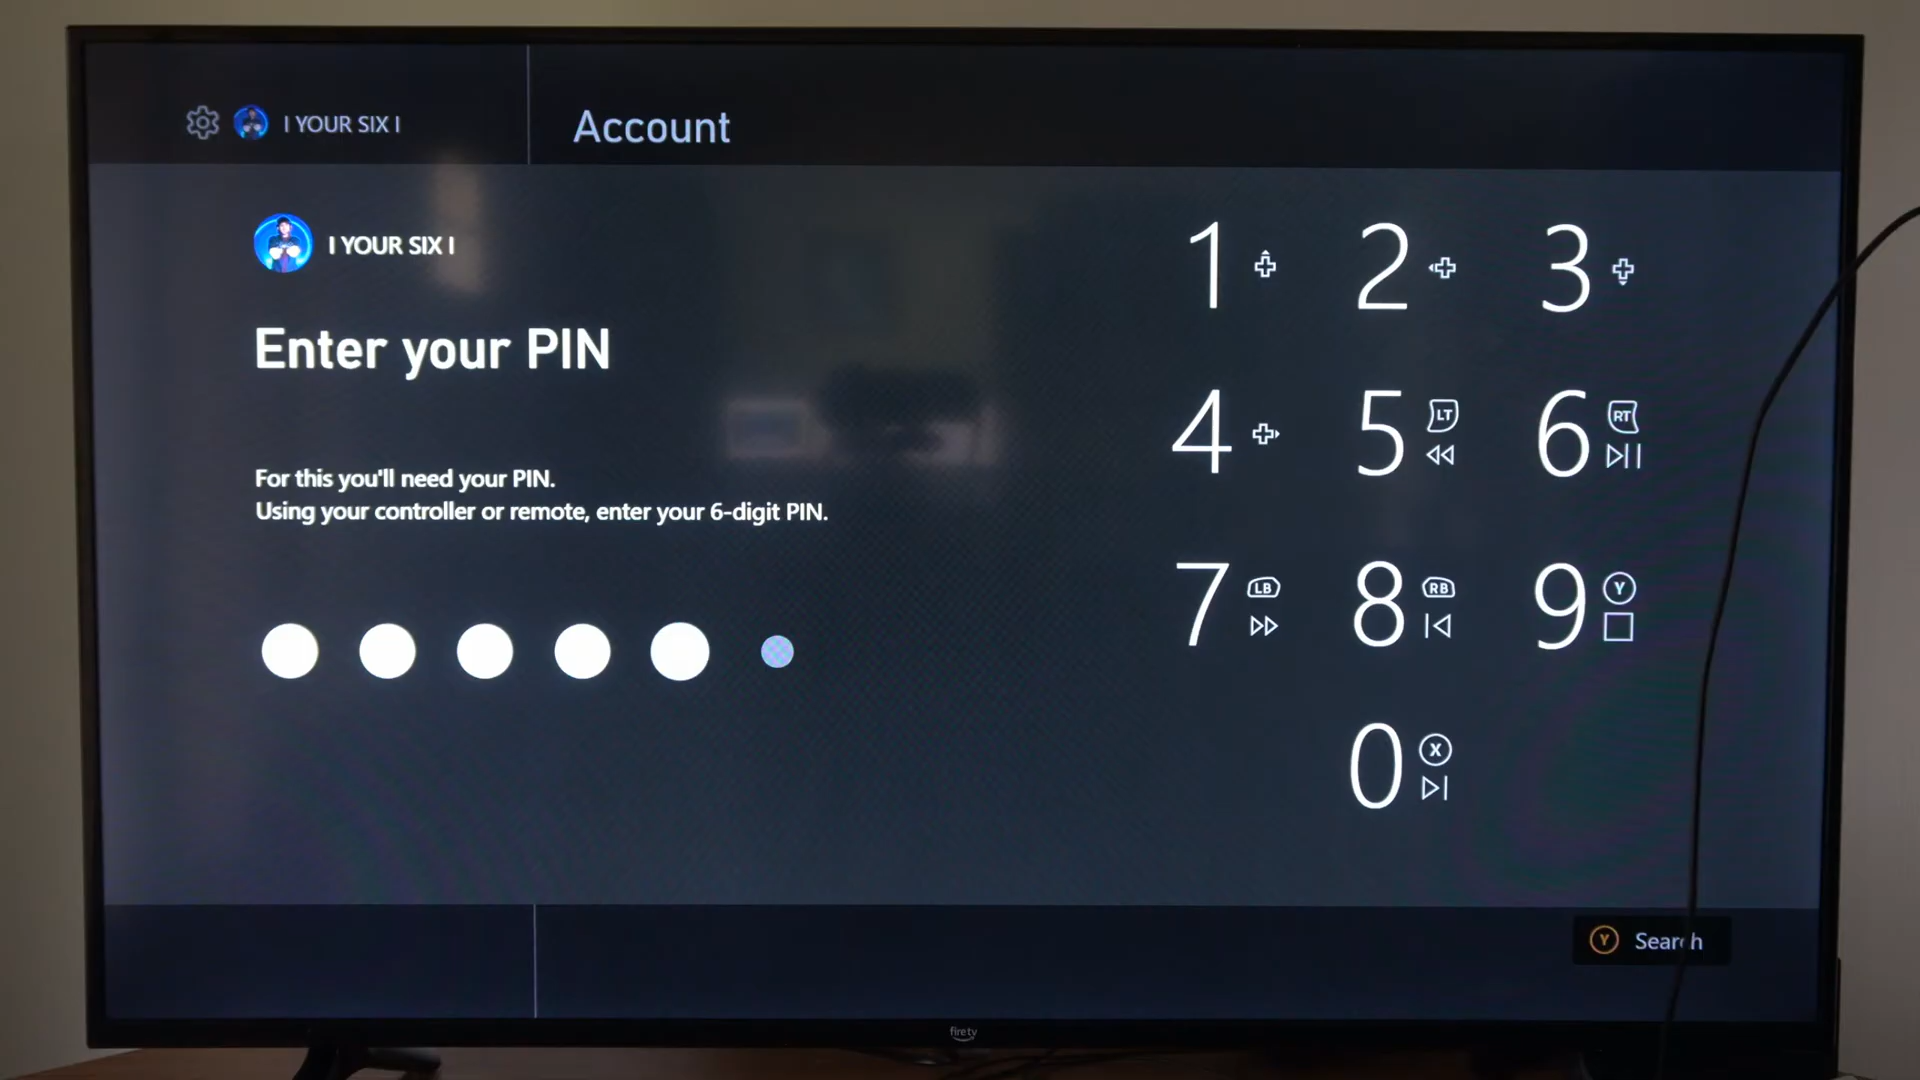 I YOUR SIX I
Account
I YOUR SIX I
Enter your PIN
For this you'll need your PIN.
Using your controller or remote, enter your 6-digit PIN.
1 2 3
4 5 LT 6 RT
7 LB 8 RB 9 Y
0 X
Y Search
fire tv